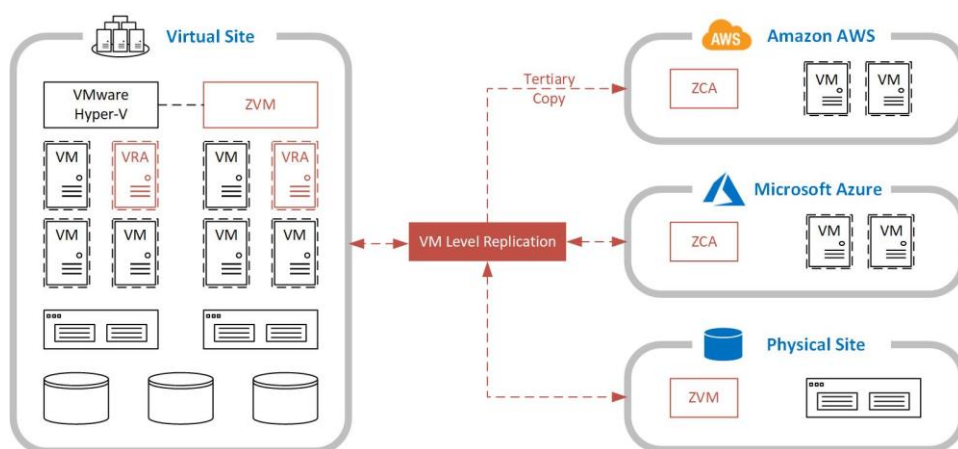 Virtual Site
VMware
Hyper-V
ZVM
VM
VRA
VM
VRA
VM
VM
VM
VM
VM Level Replication
Tertiary
Copy
AWS
Amazon AWS
ZCA
VM
VM
Microsoft Azure
ZCA
VM
VM
Physical Site
ZVM